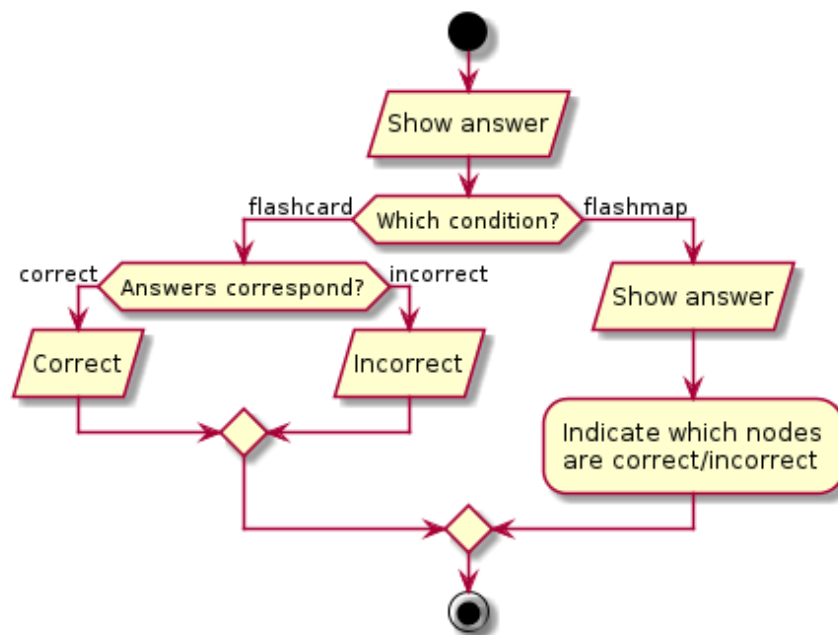 Show answer
flashcard
Which condition?
flashmap
correct
Answers correspond?
incorrect
Show answer
Correct
Incorrect
Indicate which nodes
are correct/incorrect